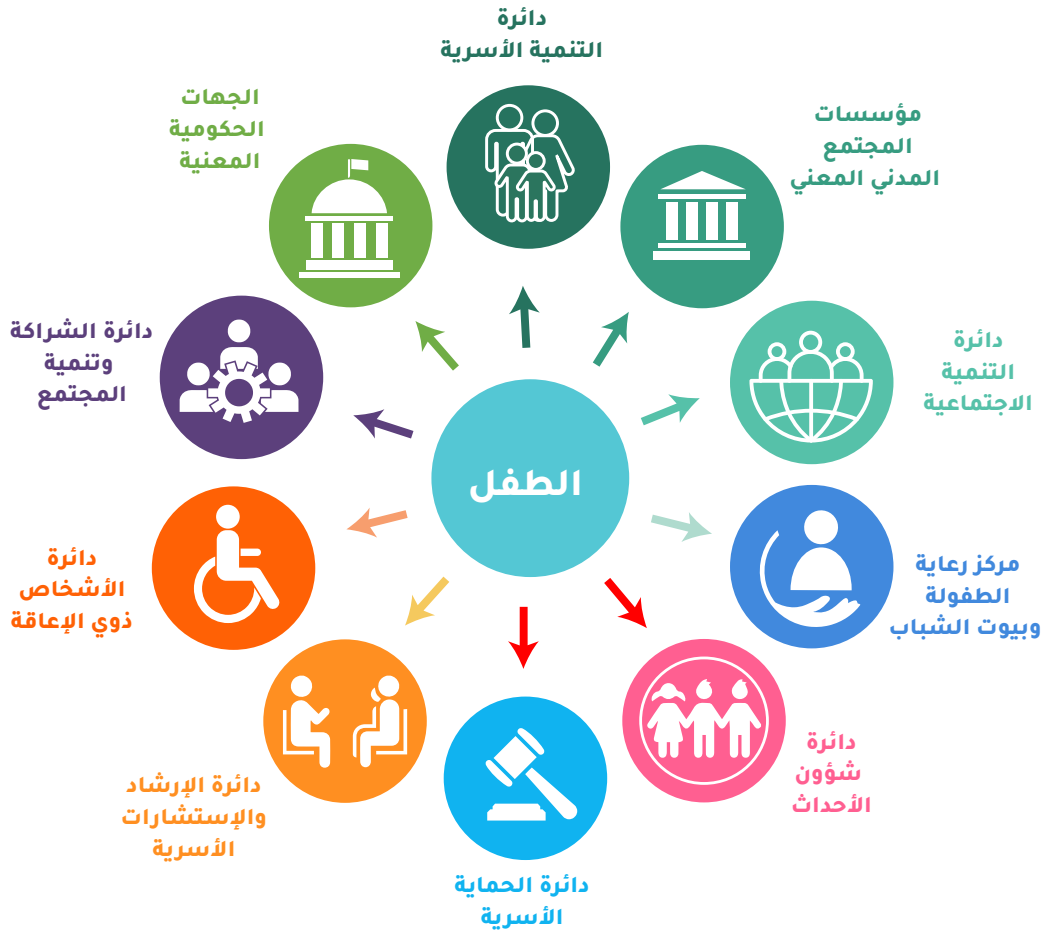 دائرة
التنمية الأسرية
مؤسسات
المجتمع
المدني المعني
دائرة
التنمية
الاجتماعية
مركز رعاية
الطفولة
وبيوت الشباب
دائرة
شؤون
الأحداث
دائرة الحماية
الأسرية
دائرة الإرشاد
والإستشارات
الأسرية
دائرة
الأشخاص
ذوي الإعاقة
دائرة الشراكة
وتنمية
المجتمع
الجهات
الحكومية
المعنية
الطفل